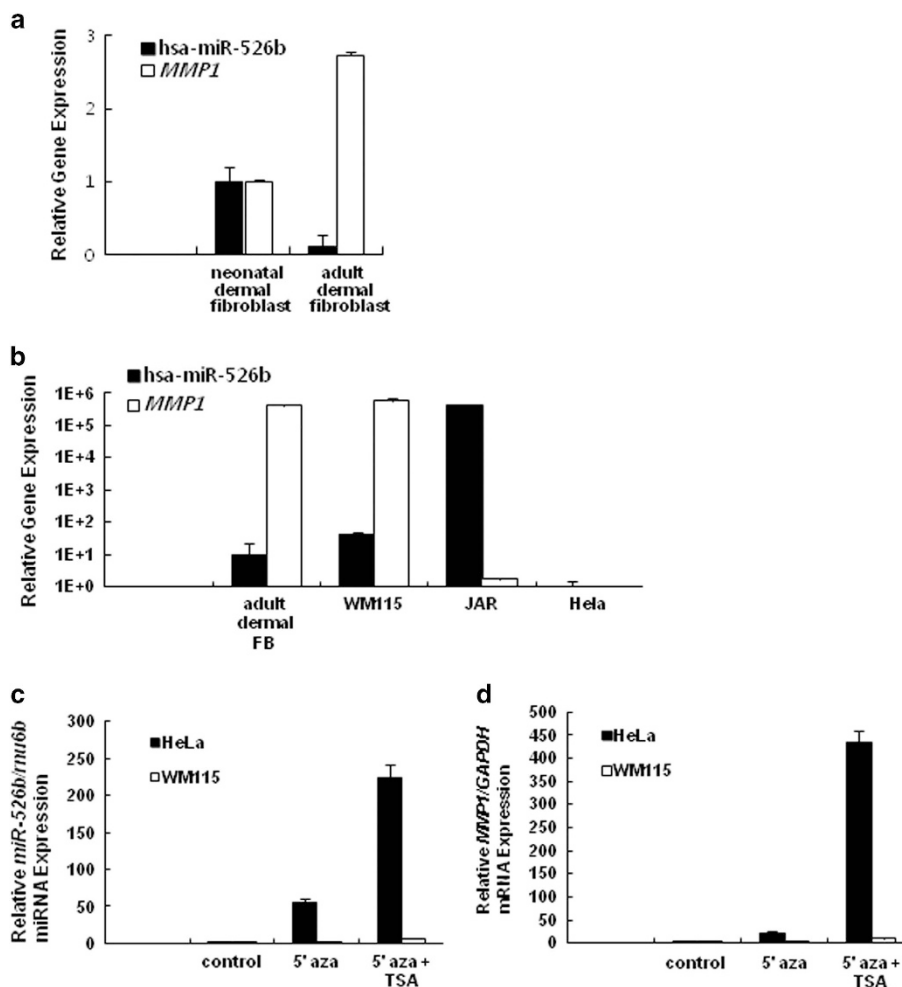 a
Relative Gene Expression
hsa-miR-526b
MMP1
3
2
1
0
neonatal
dermal
fibroblast
adult
dermal
fibroblast
b
Relative Gene Expression
hsa-miR-526b
MMP1
1E+6
1E+5
1E+4
1E+3
1E+2
1E+1
1E+0
adult
dermal
FB
WM115
JAR
Hela
c
Relative miR-526b/rnu6b
miRNA Expression
HeLa
WM115
300
250
200
150
100
50
0
control
5' aza
5' aza +
TSA
d
Relative MMP1/GAPDH
mRNA Expression
HeLa
WM115
500
450
400
350
300
250
200
150
100
50
0
control
5' aza
5' aza +
TSA